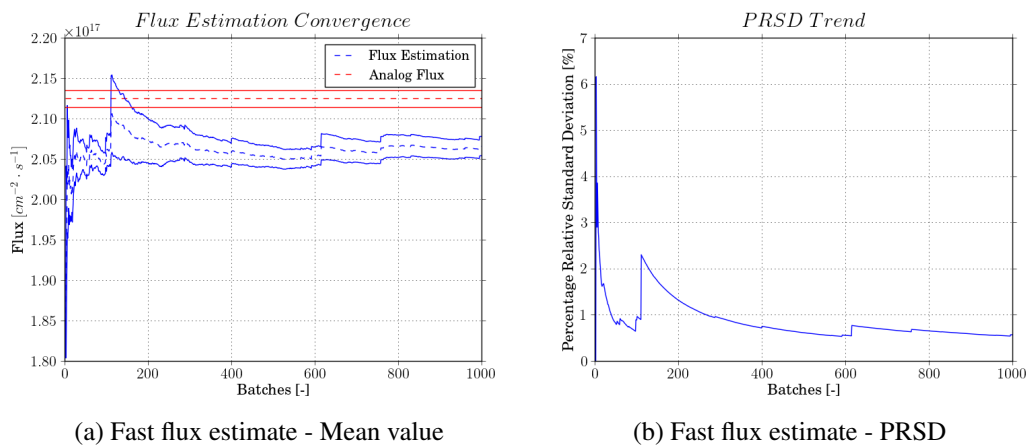 Flux Estimation Convergence
×10^17
2.20
2.15
2.10
2.05
2.00
1.95
1.90
1.85
1.80
Flux [cm^−2 · s^−1]
Flux Estimation
Analog Flux
0 200 400 600 800 1000
Batches [-]
(a) Fast flux estimate - Mean value
PRSD Trend
7
6
5
4
3
2
1
0
Percentage Relative Standard Deviation [%]
0 200 400 600 800 1000
Batches [-]
(b) Fast flux estimate - PRSD